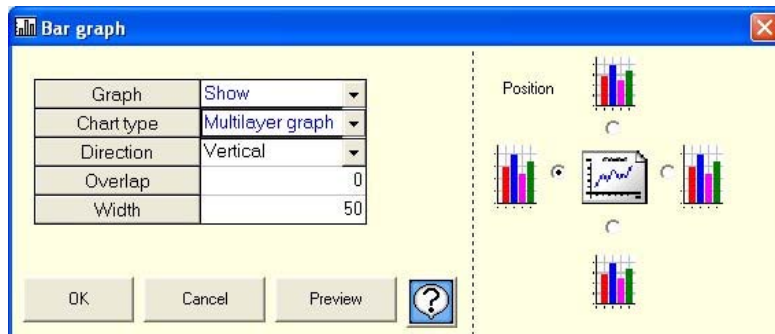 Bar graph
Graph Show
Chart type Multilayer graph
Direction Vertical
Overlap 0
Width 50
Position
OK Cancel Preview ?